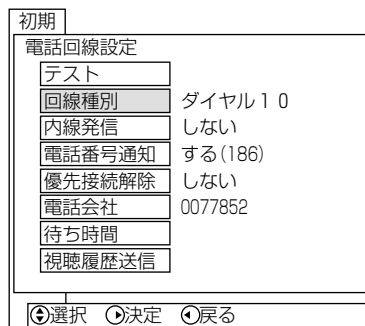 初期
電話回線設定
テスト
回線種別 ダイヤル10
内線発信 しない
電話番号通知 する(186)
優先接続解除 しない
電話会社 0077852
待ち時間
視聴履歴送信
選択 決定 戻る